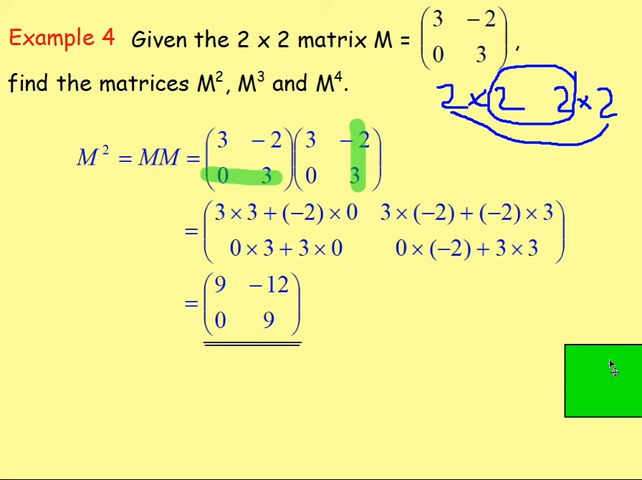 Example 4 Given the 2 x 2 matrix M = (3 −2
0 3),
find the matrices M², M³ and M⁴.
2×2 2×2
M² = MM = (3 −2)(3 −2)
(0 3)(0 3)
= (3×3+(−2)×0 3×(−2)+(−2)×3
0×3+3×0 0×(−2)+3×3)
= (9 −12
0 9)